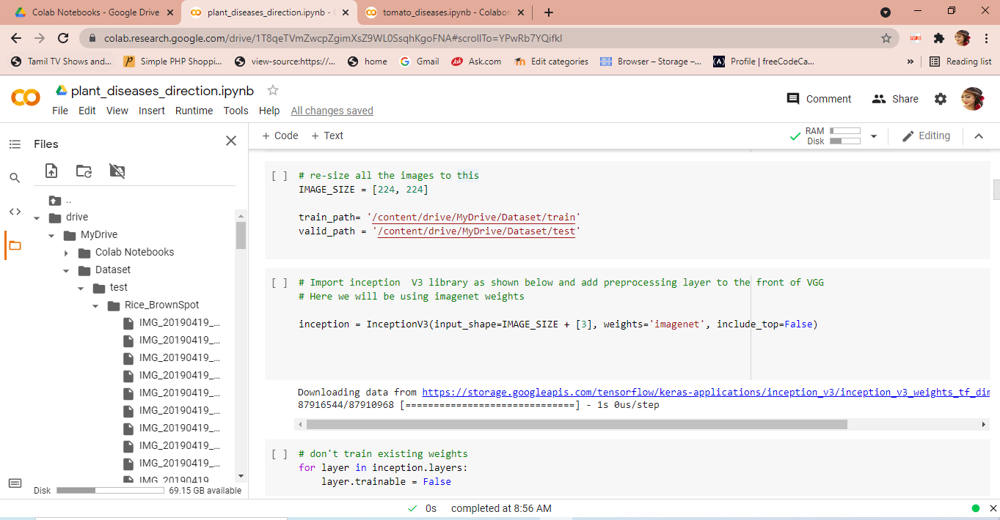 Colab Notebooks - Google Drive
plant_diseases_direction.ipynb - C
tomato_diseases.ipynb - Colabor
colab.research.google.com/drive/1T8qeTVmZwcpZgimXsZ9WL0SsqhKgoFNA#scrollTo=YPwRb7YQifkl
Tamil TV Shows and... Simple PHP Shoppi... view-source:https://... home Gmail Ask.com Edit categories Browser – Storage –... Profile | freeCodeCa... » Reading list
plant_diseases_direction.ipynb
Comment Share
File Edit View Insert Runtime Tools Help All changes saved
Files
+ Code + Text
RAM
Disk
Editing
..
drive
MyDrive
Colab Notebooks
Dataset
test
Rice_BrownSpot
IMG_20190419_...
IMG_20190419_...
IMG_20190419_...
IMG_20190419_...
IMG_20190419_...
IMG_20190419_...
IMG_20190419_...
IMG_20190419_...
IMG_20190419_...
IMG_20190419
Disk 69.15 GB available
[ ] # re-size all the images to this
IMAGE_SIZE = [224, 224]
train_path= '/content/drive/MyDrive/Dataset/train'
valid_path = '/content/drive/MyDrive/Dataset/test'
[ ] # Import inception  V3 library as shown below and add preprocessing layer to the front of VGG
# Here we will be using imagenet weights
inception = InceptionV3(input_shape=IMAGE_SIZE + [3], weights='imagenet', include_top=False)
Downloading data from https://storage.googleapis.com/tensorflow/keras-applications/inception_v3/inception_v3_weights_tf_dim
87916544/87910968 [==============================] - 1s 0us/step
[ ] # don't train existing weights
for layer in inception.layers:
    layer.trainable = False
0s completed at 8:56 AM